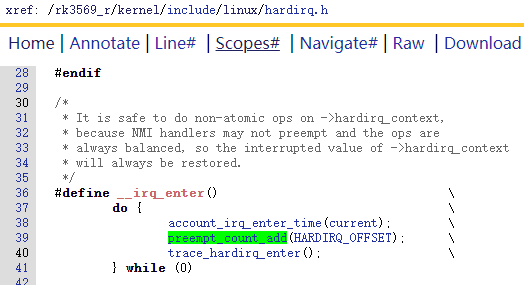 xref: /rk3569_r/kernel/include/linux/hardirq.h
Home | Annotate | Line# | Scopes# | Navigate# | Raw | Download
28 #endif
29
30 /*
31  * It is safe to do non-atomic ops on ->hardirq_context,
32  * because NMI handlers may not preempt and the ops are
33  * always balanced, so the interrupted value of ->hardirq_context
34  * will always be restored.
35  */
36 #define __irq_enter() \
37 do { \
38 account_irq_enter_time(current); \
39 preempt_count_add(HARDIRQ_OFFSET); \
40 trace_hardirq_enter(); \
41 } while (0)
42